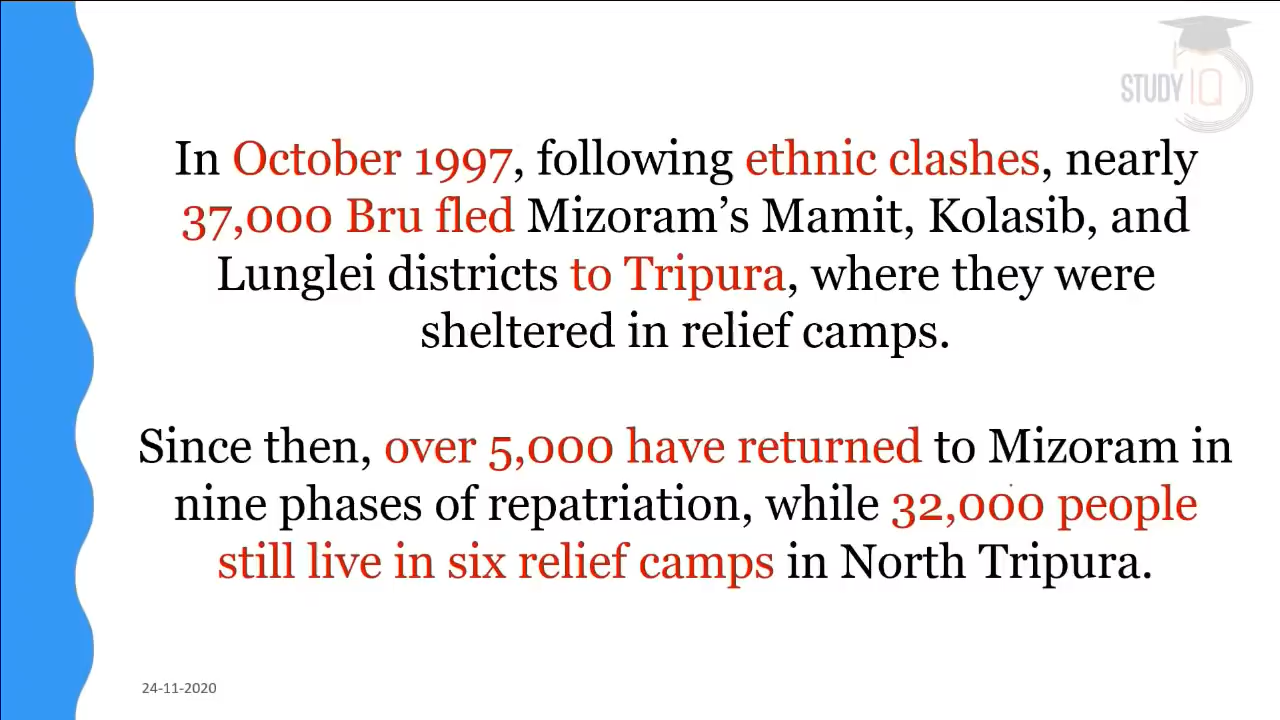 STUDY IQ
In October 1997, following ethnic clashes, nearly
37,000 Bru fled Mizoram’s Mamit, Kolasib, and
Lunglei districts to Tripura, where they were
sheltered in relief camps.
Since then, over 5,000 have returned to Mizoram in
nine phases of repatriation, while 32,000 people
still live in six relief camps in North Tripura.
24-11-2020